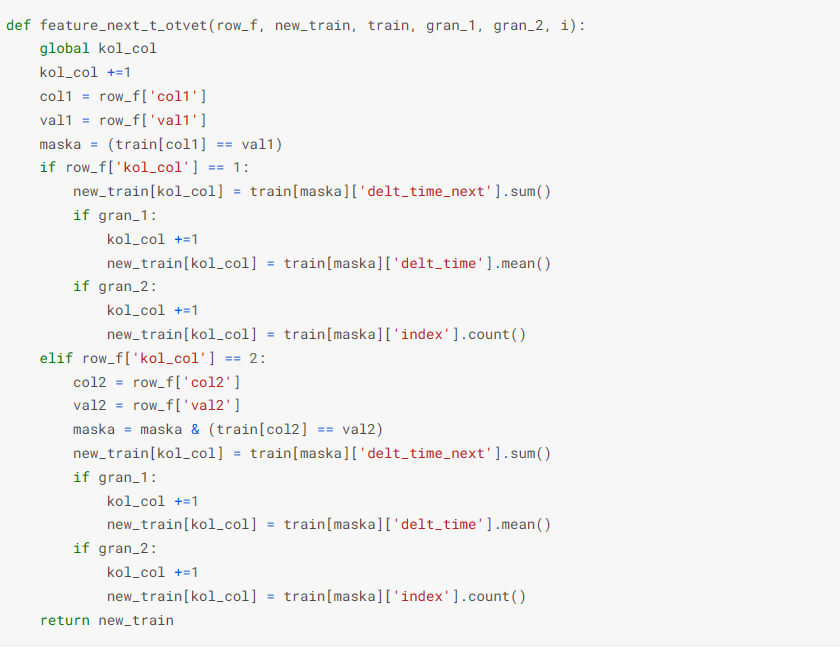 def feature_next_t_otvet(row_f, new_train, train, gran_1, gran_2, i):
    global kol_col
    kol_col +=1
    col1 = row_f['col1']
    val1 = row_f['val1']
    maska = (train[col1] == val1)
    if row_f['kol_col'] == 1:
        new_train[kol_col] = train[maska]['delt_time_next'].sum()
        if gran_1:
            kol_col +=1
            new_train[kol_col] = train[maska]['delt_time'].mean()
        if gran_2:
            kol_col +=1
            new_train[kol_col] = train[maska]['index'].count()
    elif row_f['kol_col'] == 2:
        col2 = row_f['col2']
        val2 = row_f['val2']
        maska = maska & (train[col2] == val2)
        new_train[kol_col] = train[maska]['delt_time_next'].sum()
        if gran_1:
            kol_col +=1
            new_train[kol_col] = train[maska]['delt_time'].mean()
        if gran_2:
            kol_col +=1
            new_train[kol_col] = train[maska]['index'].count()
    return new_train